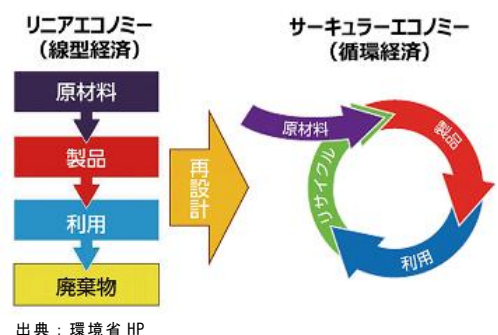 リニアエコノミー
（線型経済）
原材料
製品
利用
廃棄物
再設計
サーキュラーエコノミー
（循環経済）
原材料
製品
利用
リサイクル
出典：環境省 HP